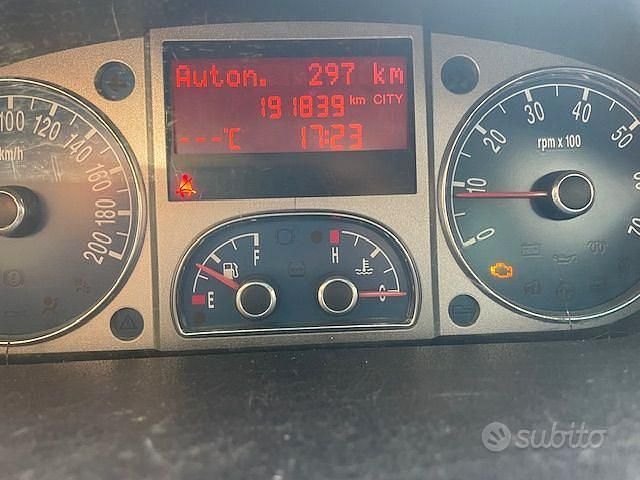 Auton. 297 km
191839 km CITY
---°C 17:23
100 120 140 160 180 200
km/h
F
E
H
C
0 10 20 30 40 50 70
rpm x 100
subito